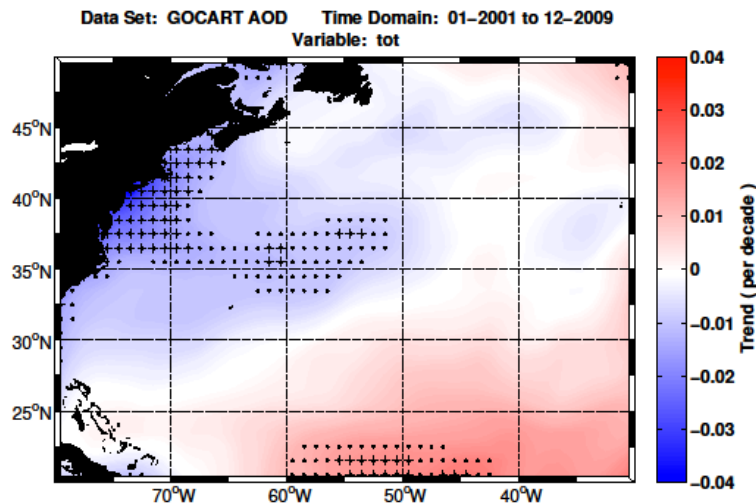 Data Set: GOCART AOD Time Domain: 01−2001 to 12−2009
Variable: tot
45°N
40°N
35°N
30°N
25°N
70°W 60°W 50°W 40°W
0.04
0.03
0.02
0.01
0
−0.01
−0.02
−0.03
−0.04
Trend ( per decade)